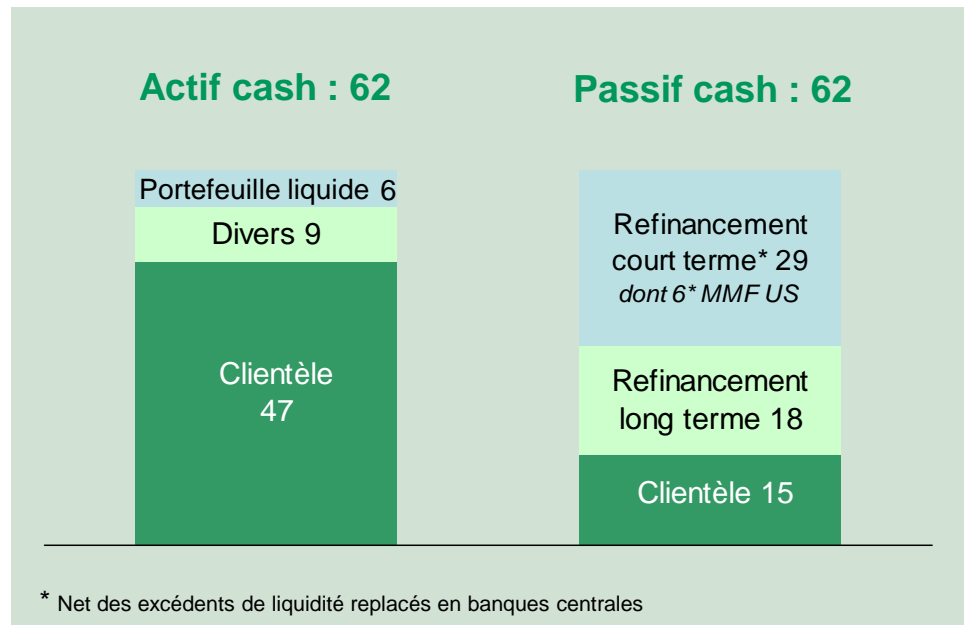 Actif cash : 62
Portefeuille liquide 6
Divers 9
Clientèle
47
Passif cash : 62
Refinancement
court terme* 29
dont 6* MMF US
Refinancement
long terme 18
Clientèle 15
* Net des excédents de liquidité replacés en banques centrales